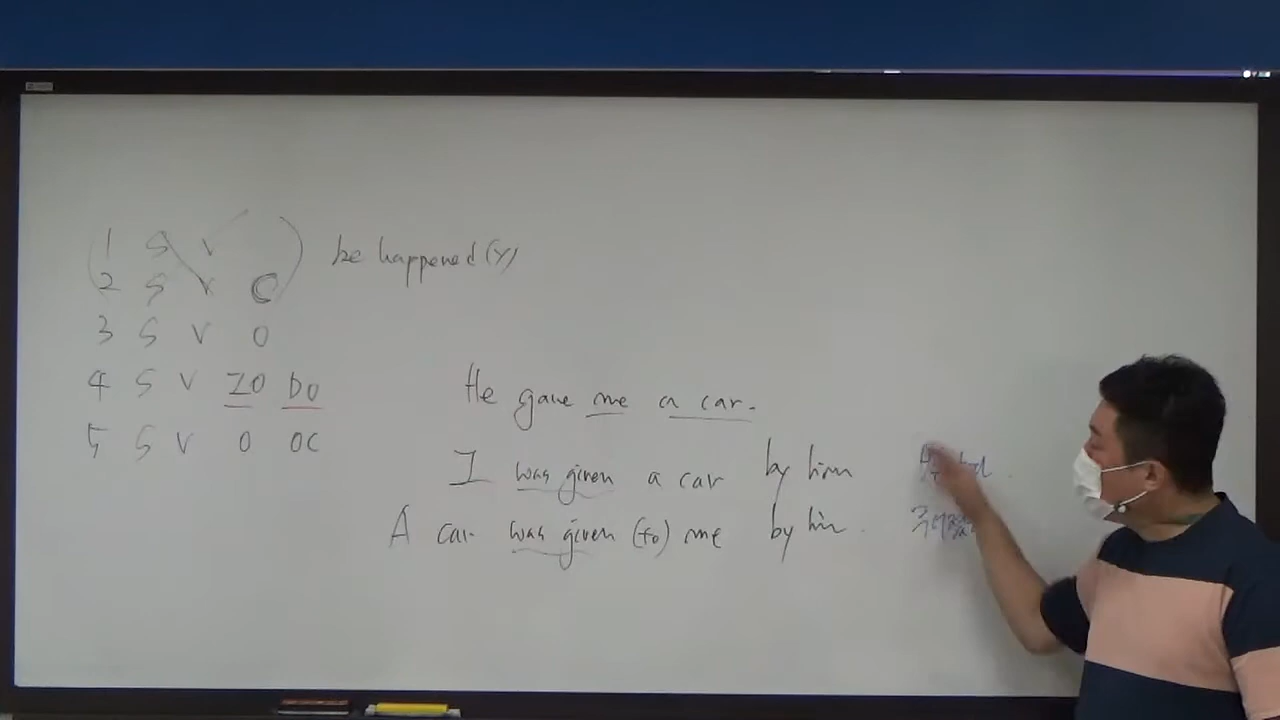 1 S V
be happened (X)
2 S V C
3 S V O
4 S V IO DO
5 S V O OC
He gave me a car.
I was given a car by him
A car was given (to) me by him.